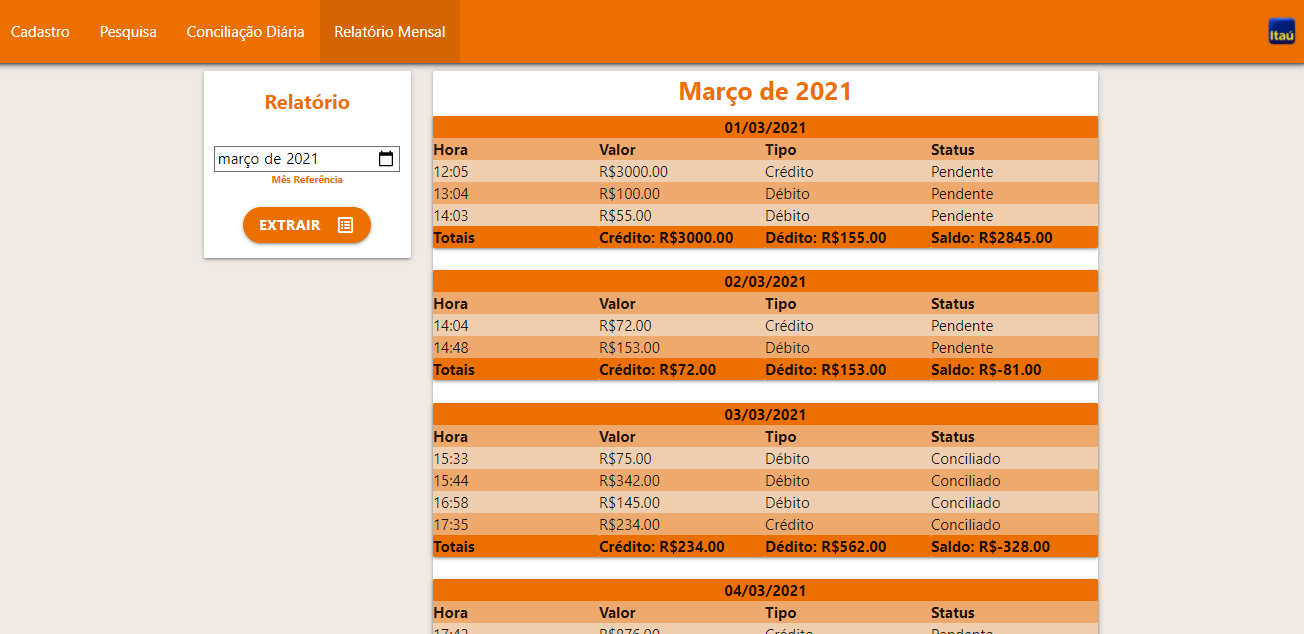 Cadastro Pesquisa Conciliação Diária Relatório Mensal Itaú
Relatório
março de 2021
Mês Referência
EXTRAIR
Março de 2021
01/03/2021
Hora Valor Tipo Status
12:05 R$3000.00 Crédito Pendente
13:04 R$100.00 Débito Pendente
14:03 R$55.00 Débito Pendente
Totais Crédito: R$3000.00 Dédito: R$155.00 Saldo: R$2845.00
02/03/2021
Hora Valor Tipo Status
14:04 R$72.00 Crédito Pendente
14:48 R$153.00 Débito Pendente
Totais Crédito: R$72.00 Dédito: R$153.00 Saldo: R$-81.00
03/03/2021
Hora Valor Tipo Status
15:33 R$75.00 Débito Conciliado
15:44 R$342.00 Débito Conciliado
16:58 R$145.00 Débito Conciliado
17:35 R$234.00 Crédito Conciliado
Totais Crédito: R$234.00 Dédito: R$562.00 Saldo: R$-328.00
04/03/2021
Hora Valor Tipo Status
17:42 R$876.00 Crédito Pendente